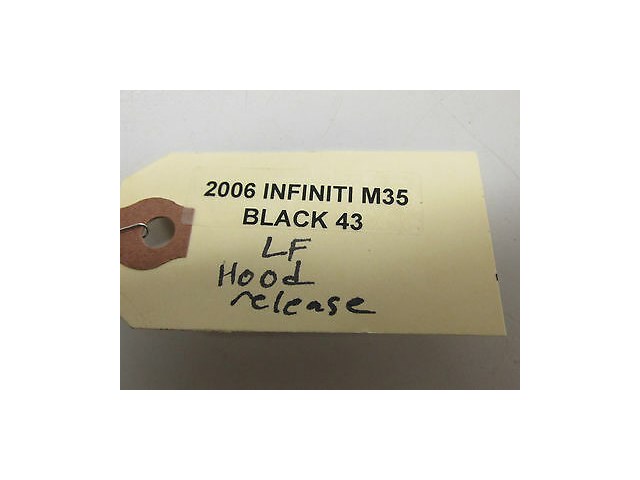 2006 INFINITI M35
BLACK 43
LF
Hood
release